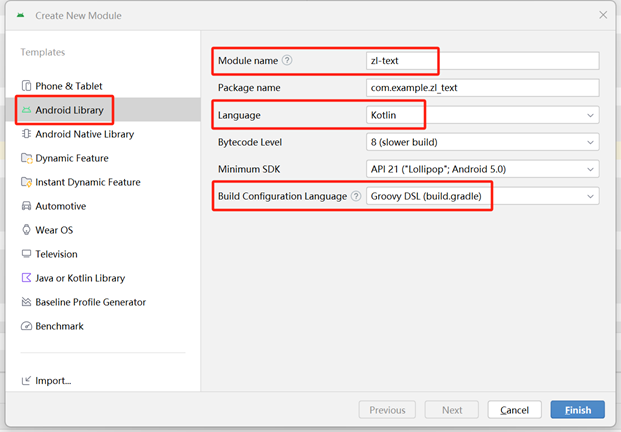 Create New Module
Templates
Phone & Tablet
Android Library
Android Native Library
Dynamic Feature
Instant Dynamic Feature
Automotive
Wear OS
Television
Java or Kotlin Library
Baseline Profile Generator
Benchmark
Import...
Module name ? zl-text
Package name com.example.zl_text
Language Kotlin
Bytecode Level 8 (slower build)
Minimum SDK API 21 ("Lollipop"; Android 5.0)
Build Configuration Language ? Groovy DSL (build.gradle)
Previous Next Cancel Finish